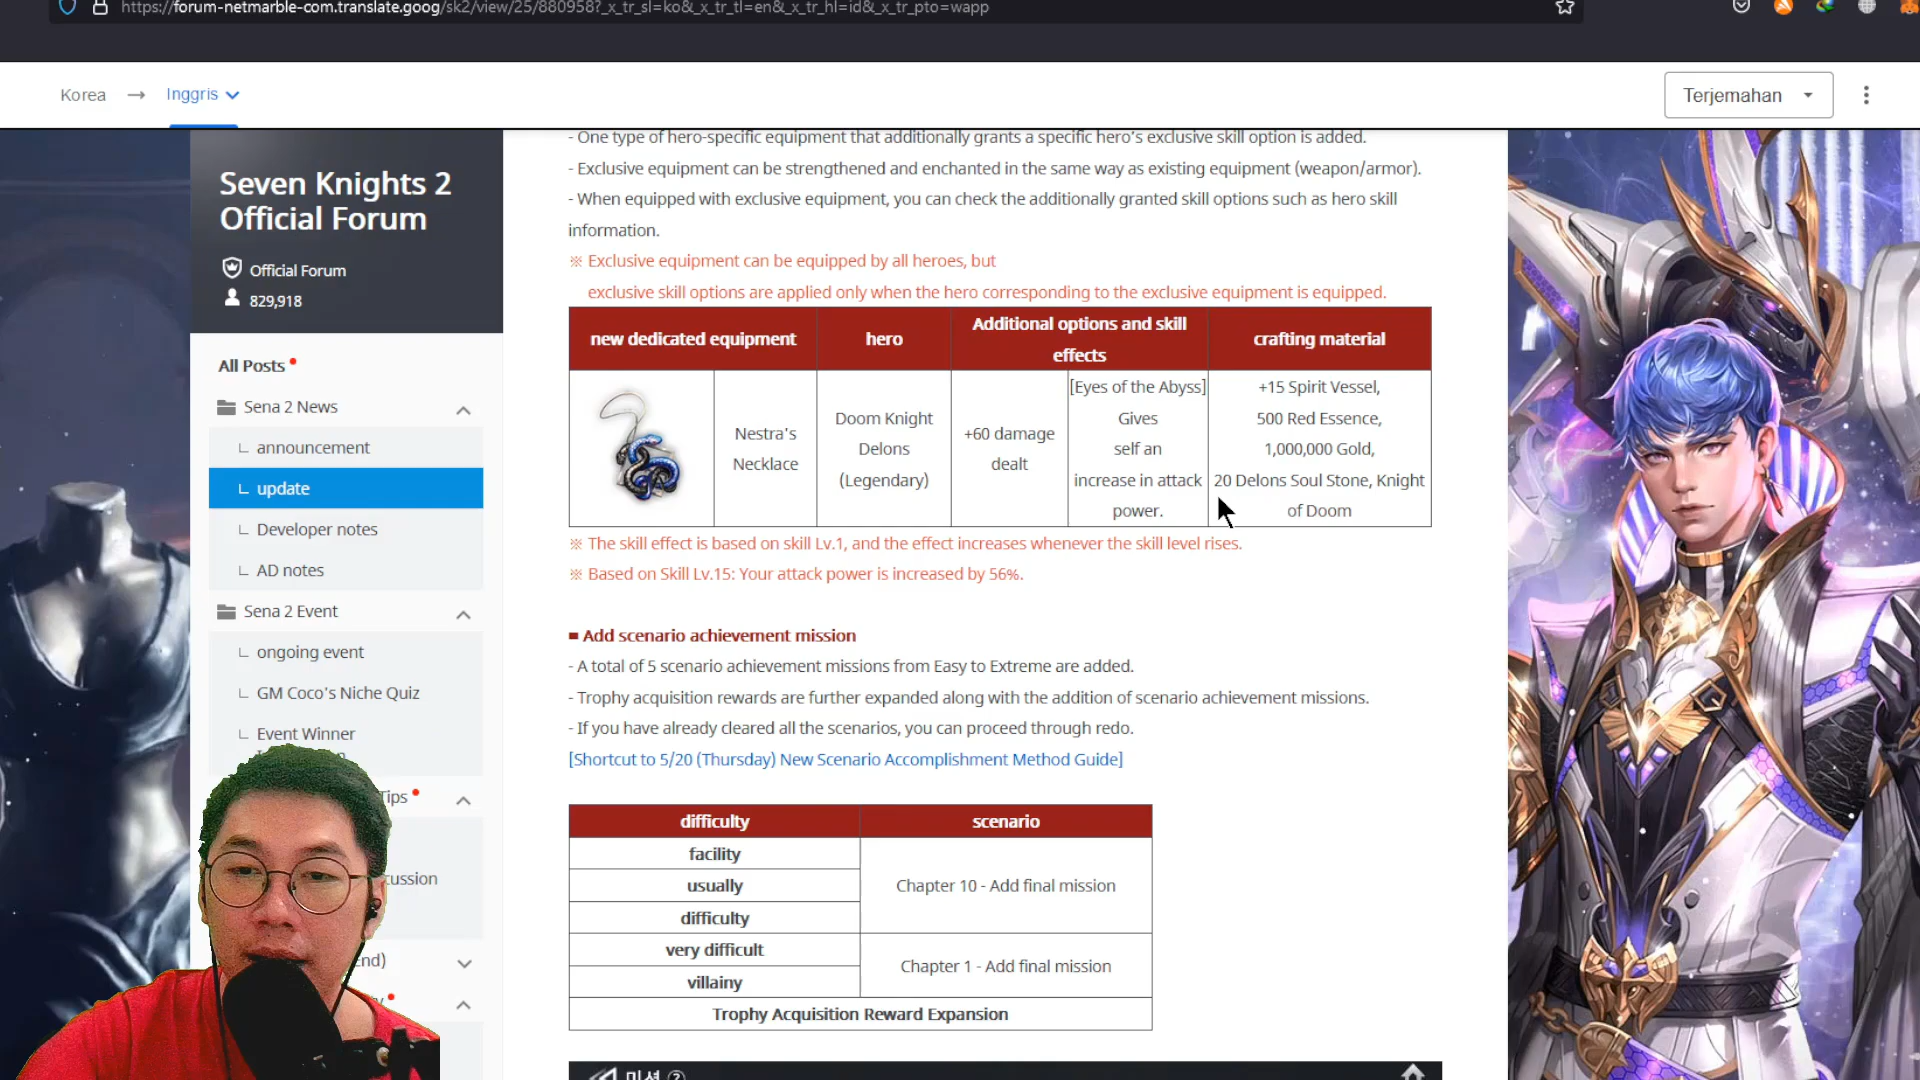 https://forum-netmarble-com.translate.goog/sk2/view/25/880958?_x_tr_sl=ko&_x_tr_tl=en&_x_tr_hl=id&_x_tr_pto=wapp
Korea → Inggris
Terjemahan
Seven Knights 2
Official Forum
Official Forum
829,918
All Posts
Sena 2 News
announcement
update
Developer notes
AD notes
Sena 2 Event
ongoing event
GM Coco's Niche Quiz
Event Winner
Tips
cussion
end)
- One type of hero-specific equipment that additionally grants a specific hero's exclusive skill option is added.
- Exclusive equipment can be strengthened and enchanted in the same way as existing equipment (weapon/armor).
- When equipped with exclusive equipment, you can check the additionally granted skill options such as hero skill
information.
※ Exclusive equipment can be equipped by all heroes, but
exclusive skill options are applied only when the hero corresponding to the exclusive equipment is equipped.
new dedicated equipment
hero
Additional options and skill
effects
crafting material
Nestra's
Necklace
Doom Knight
Delons
(Legendary)
+60 damage
dealt
[Eyes of the Abyss]
Gives
self an
increase in attack
power.
+15 Spirit Vessel,
500 Red Essence,
1,000,000 Gold,
20 Delons Soul Stone, Knight
of Doom
※ The skill effect is based on skill Lv.1, and the effect increases whenever the skill level rises.
※ Based on Skill Lv.15: Your attack power is increased by 56%.
■ Add scenario achievement mission
- A total of 5 scenario achievement missions from Easy to Extreme are added.
- Trophy acquisition rewards are further expanded along with the addition of scenario achievement missions.
- If you have already cleared all the scenarios, you can proceed through redo.
[Shortcut to 5/20 (Thursday) New Scenario Accomplishment Method Guide]
difficulty
scenario
facility
usually
difficulty
Chapter 10 - Add final mission
very difficult
villainy
Chapter 1 - Add final mission
Trophy Acquisition Reward Expansion
미션 ?